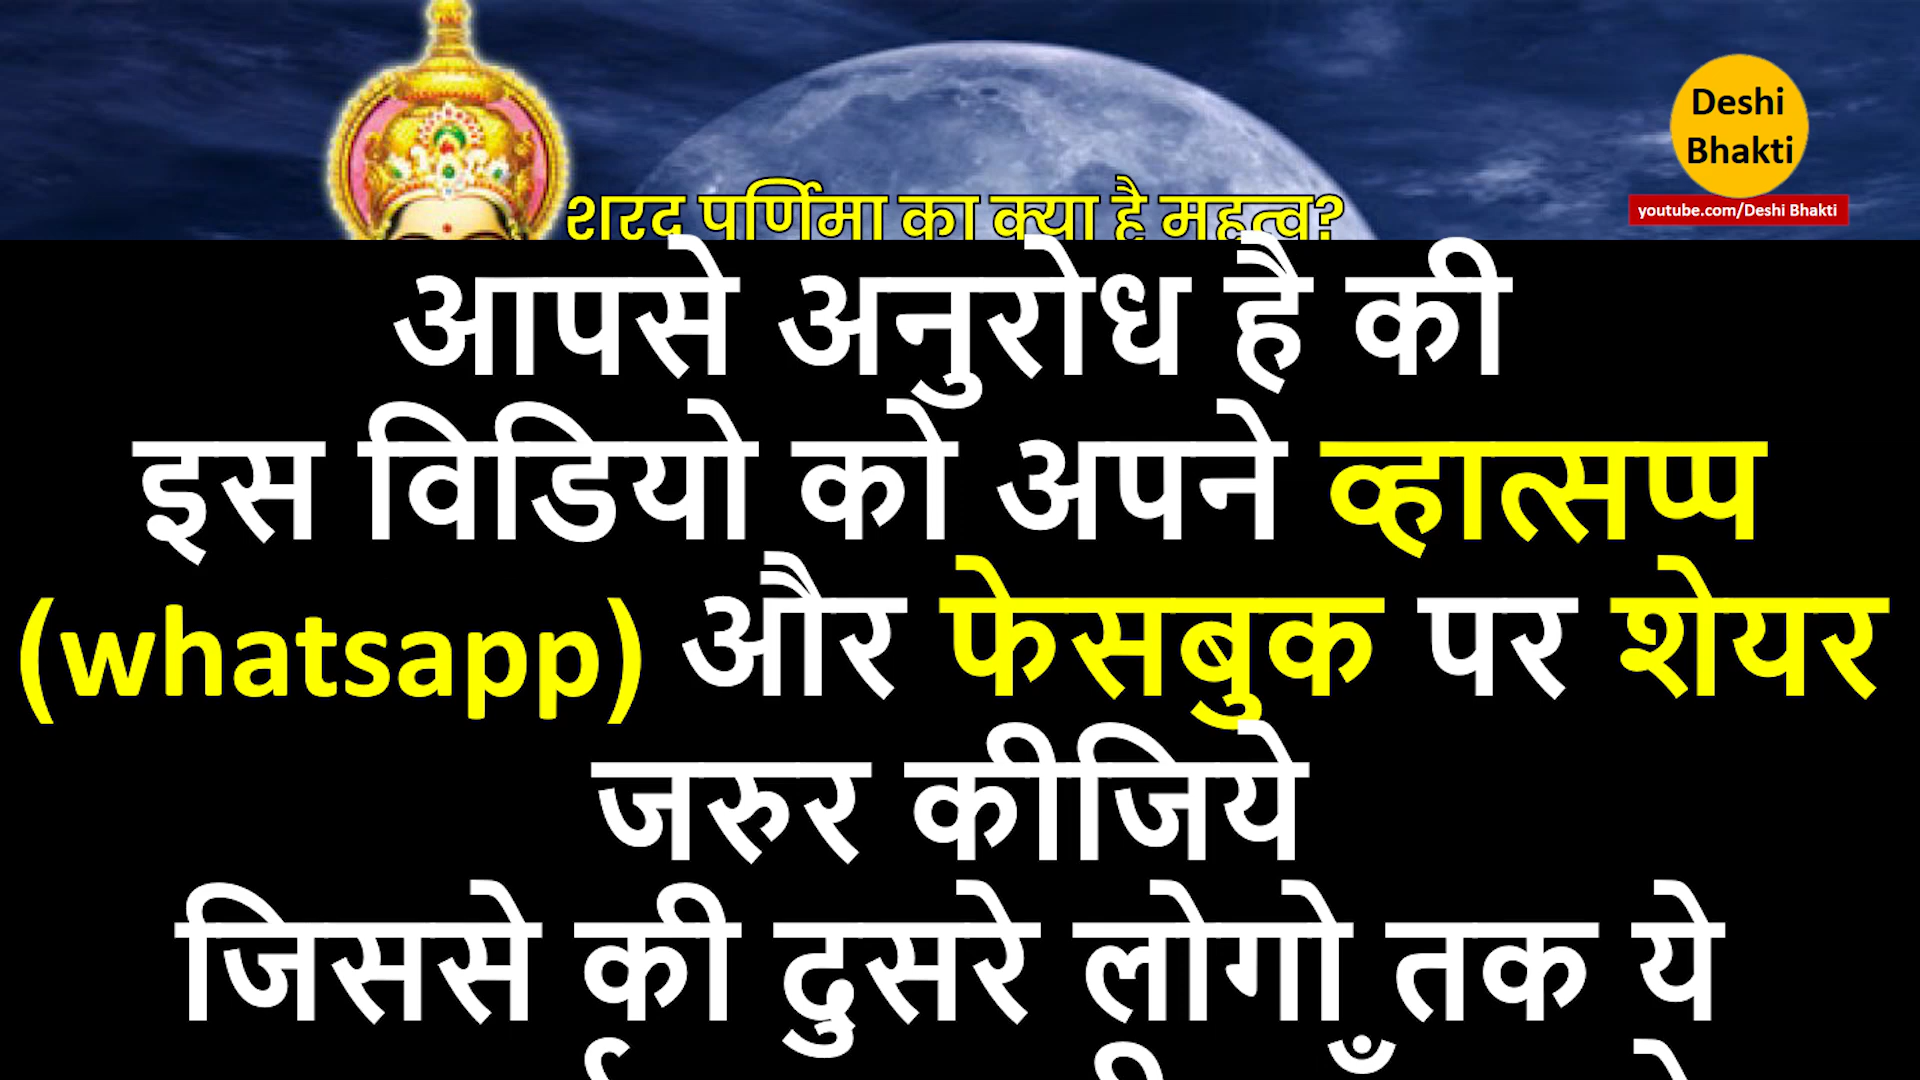 Deshi
Bhakti
youtube.com/Deshi Bhakti
शरद पूर्णिमा का क्या है महत्व?
आपसे अनुरोध है की
इस विडियो को अपने व्हात्सप्प
(whatsapp) और फेसबुक पर शेयर
जरुर कीजिये
जिससे की दुसरे लोगो तक ये